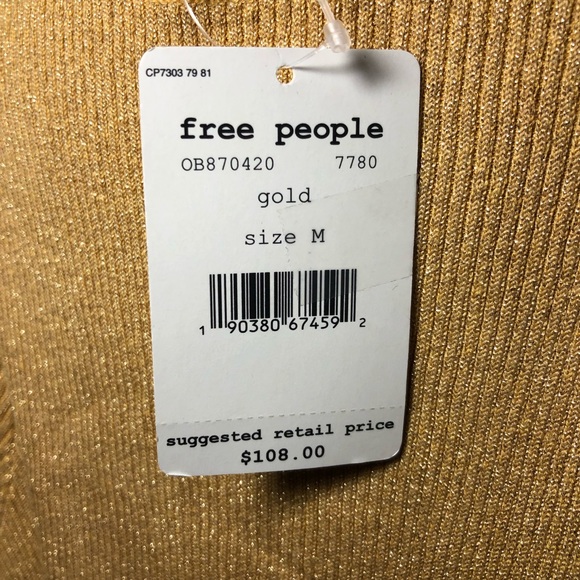 CP7303 79 81
free people
OB870420 7780
gold
size M
1 90380 67459 2
suggested retail price
$108.00